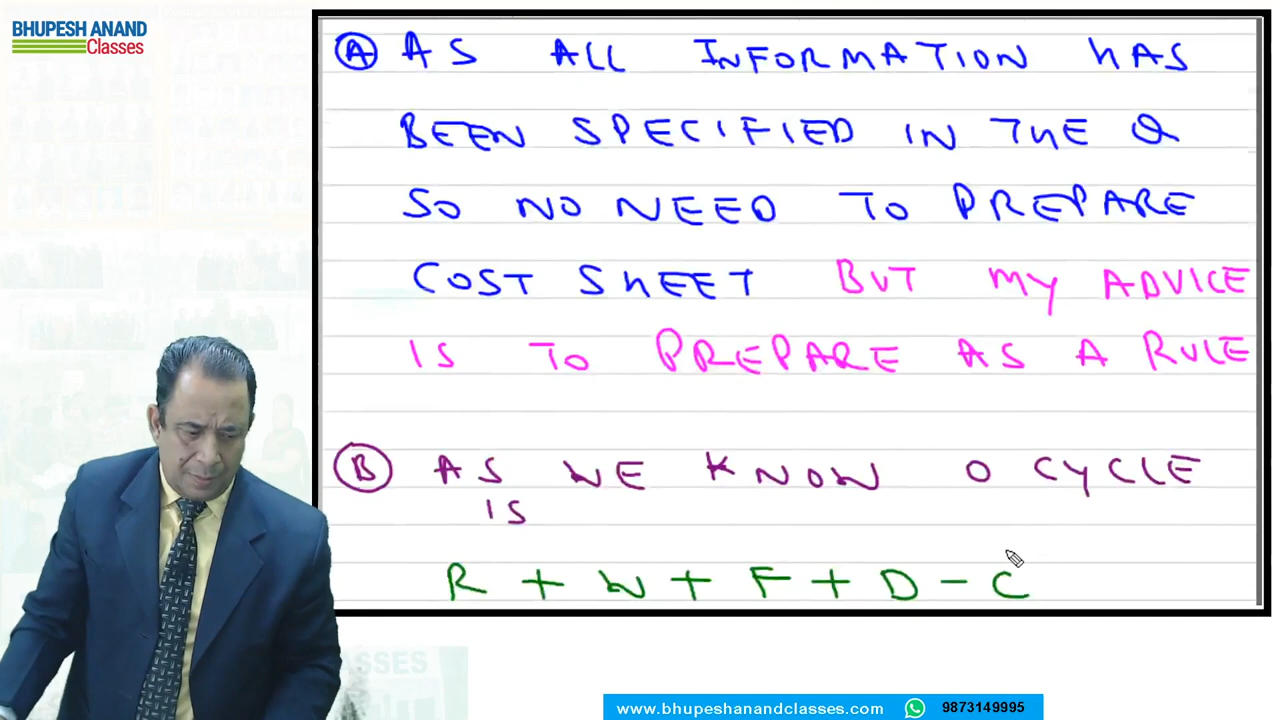 BHUPESH ANAND
Classes
(A) AS ALL INFORMATION HAS
BEEN SPECIFIED IN THE Q
SO NO NEED TO PREPARE
COST SHEET BUT MY ADVICE
IS TO PREPARE AS A RULE
(B) AS WE KNOW O CYCLE
IS
R + W + F + D - C
www.bhupeshanandclasses.com 9873149995